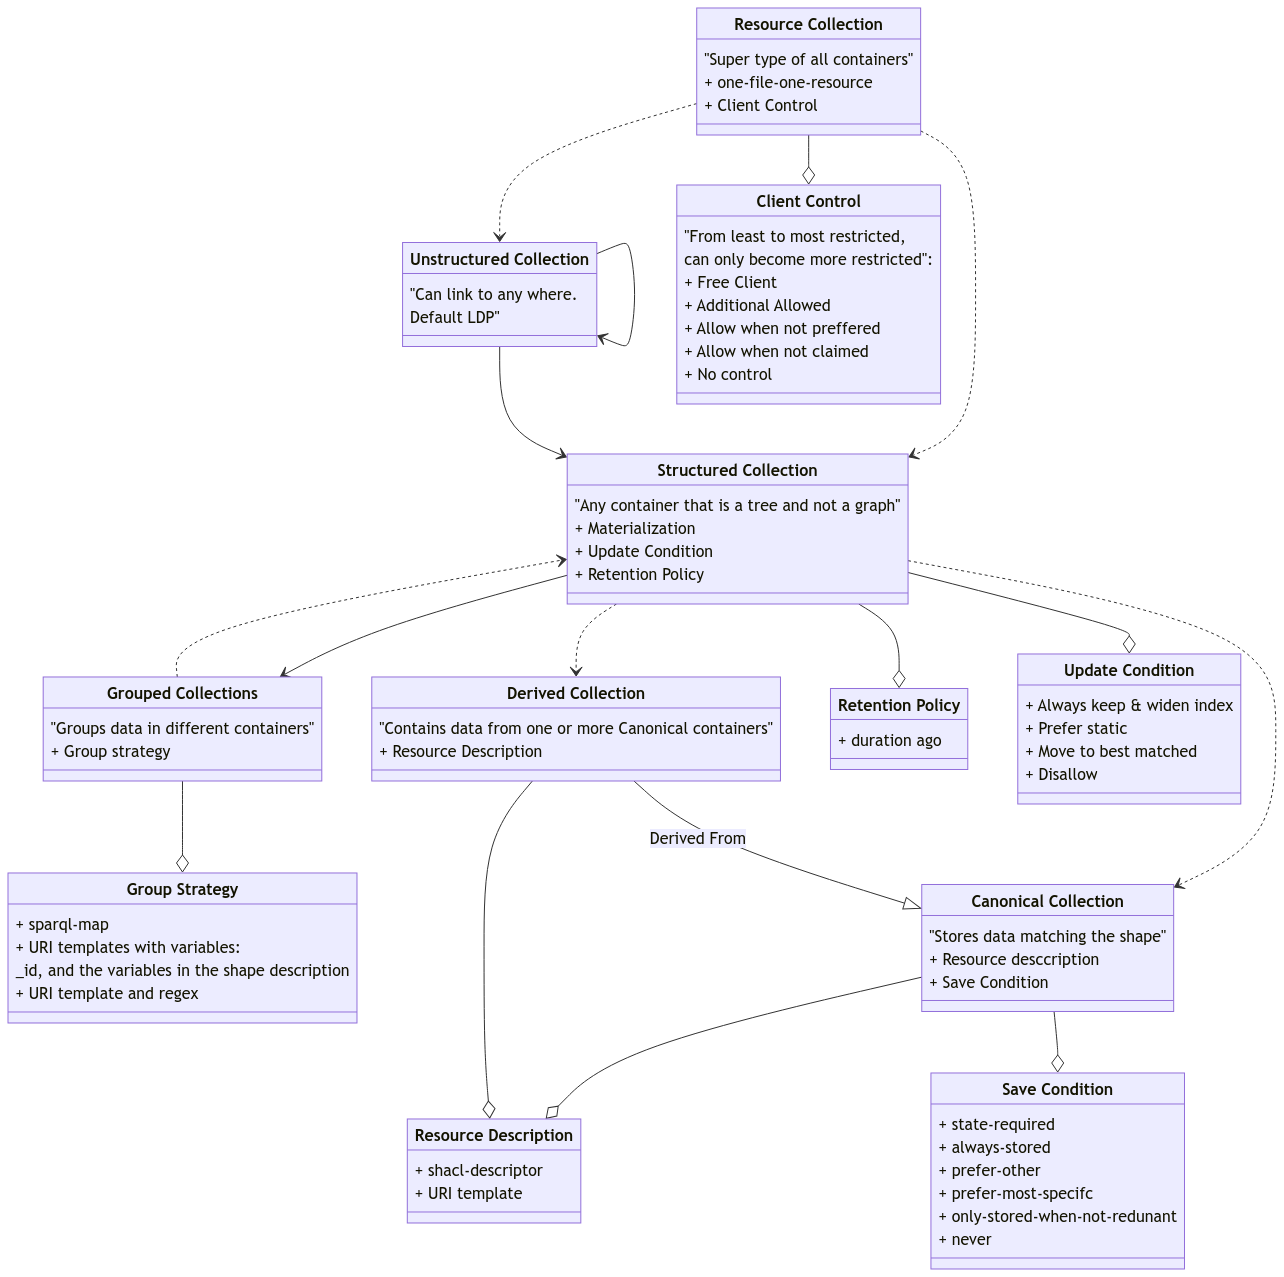 Resource Collection
"Super type of all containers"
+ one-file-one-resource
+ Client Control
Client Control
"From least to most restricted,
can only become more restricted":
+ Free Client
+ Additional Allowed
+ Allow when not preffered
+ Allow when not claimed
+ No control
Unstructured Collection
"Can link to any where.
Default LDP"
Structured Collection
"Any container that is a tree and not a graph"
+ Materialization
+ Update Condition
+ Retention Policy
Grouped Collections
"Groups data in different containers"
+ Group strategy
Derived Collection
"Contains data from one or more Canonical containers"
+ Resource Description
Retention Policy
+ duration ago
Update Condition
+ Always keep & widen index
+ Prefer static
+ Move to best matched
+ Disallow
Derived From
Group Strategy
+ sparql-map
+ URI templates with variables:
_id, and the variables in the shape description
+ URI template and regex
Canonical Collection
"Stores data matching the shape"
+ Resource desccription
+ Save Condition
Resource Description
+ shacl-descriptor
+ URI template
Save Condition
+ state-required
+ always-stored
+ prefer-other
+ prefer-most-specifc
+ only-stored-when-not-redunant
+ never